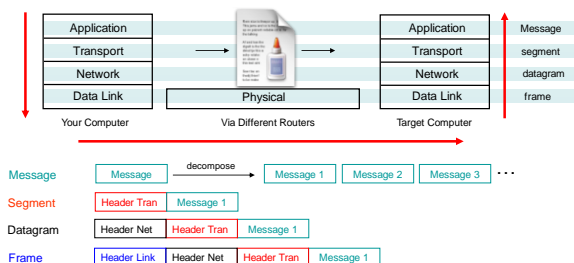 Application Application Message
Transport Transport segment
Network Network datagram
Data Link Physical Data Link frame
Your Computer Via Different Routers Target Computer
Message Message decompose Message 1 Message 2 Message 3 ...
Segment Header Tran Message 1
Datagram Header Net Header Tran Message 1
Frame Header Link Header Net Header Tran Message 1